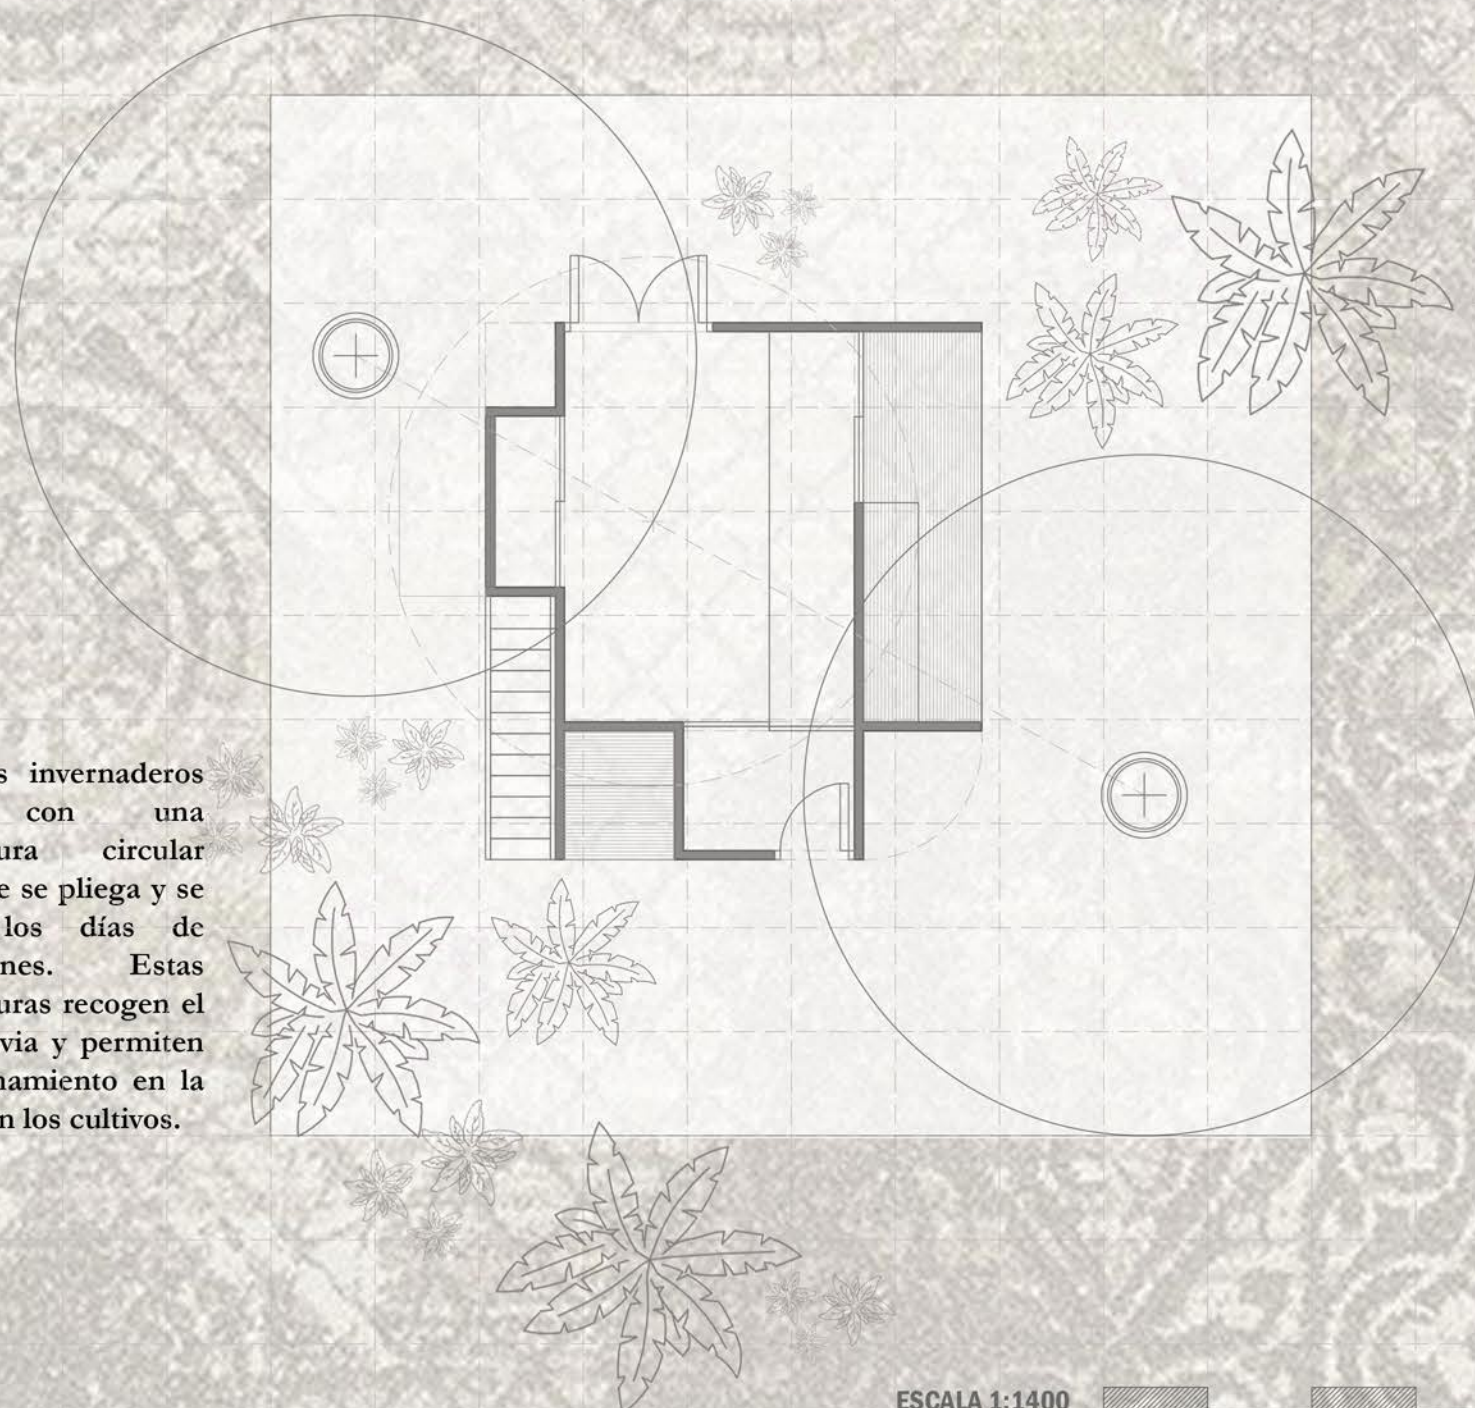 s invernaderos
con una
ura circular
e se pliega y se
los días de
nes. Estas
uras recogen el
via y permiten
namiento en la
n los cultivos.
ESCALA 1:1400